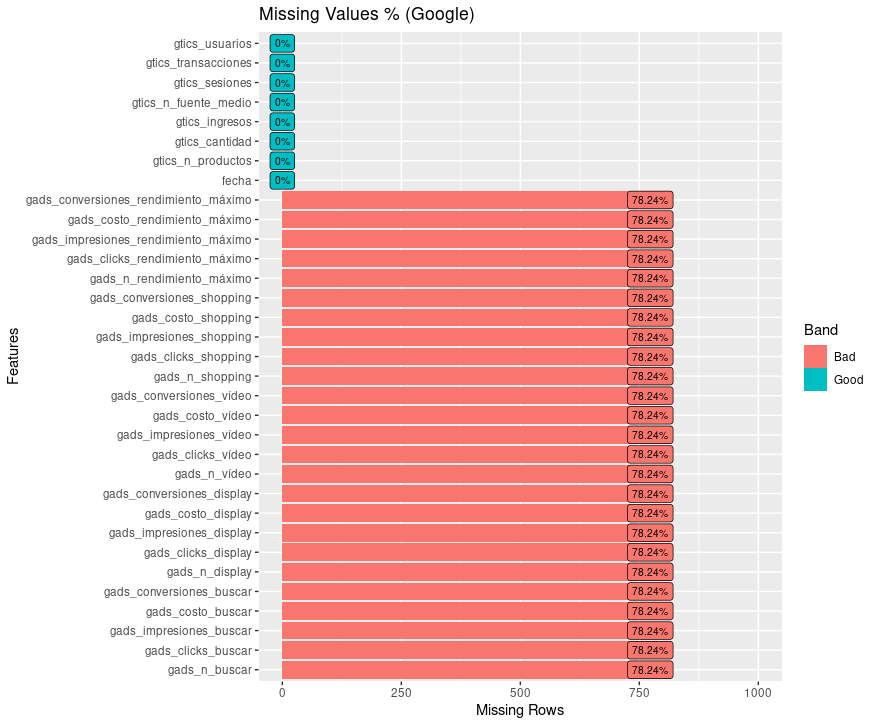 Missing Values % (Google)
Features
gtics_usuarios 0%
gtics_transacciones 0%
gtics_sesiones 0%
gtics_n_fuente_medio 0%
gtics_ingresos 0%
gtics_cantidad 0%
gtics_n_productos 0%
fecha 0%
gads_conversiones_rendimiento_máximo 78.24%
gads_costo_rendimiento_máximo 78.24%
gads_impresiones_rendimiento_máximo 78.24%
gads_clicks_rendimiento_máximo 78.24%
gads_n_rendimiento_máximo 78.24%
gads_conversiones_shopping 78.24%
gads_costo_shopping 78.24%
gads_impresiones_shopping 78.24%
gads_clicks_shopping 78.24%
gads_n_shopping 78.24%
gads_conversiones_vídeo 78.24%
gads_costo_vídeo 78.24%
gads_impresiones_vídeo 78.24%
gads_clicks_vídeo 78.24%
gads_n_vídeo 78.24%
gads_conversiones_display 78.24%
gads_costo_display 78.24%
gads_impresiones_display 78.24%
gads_clicks_display 78.24%
gads_n_display 78.24%
gads_conversiones_buscar 78.24%
gads_costo_buscar 78.24%
gads_impresiones_buscar 78.24%
gads_clicks_buscar 78.24%
gads_n_buscar 78.24%
0 250 500 750 1000
Missing Rows
Band
Bad
Good